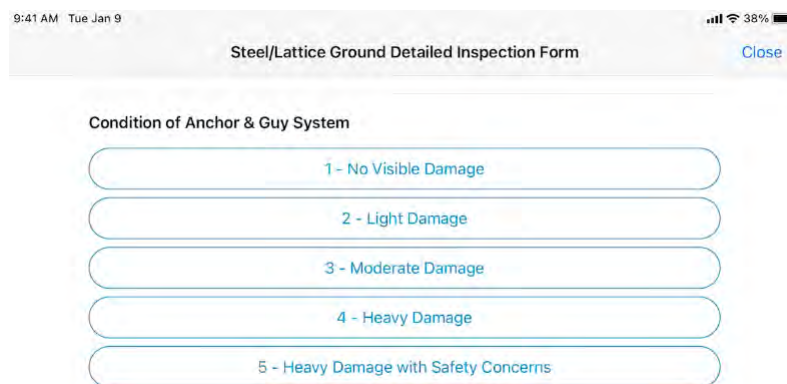 9:41 AM Tue Jan 9 38%
Steel/Lattice Ground Detailed Inspection Form Close
Condition of Anchor & Guy System
1 - No Visible Damage
2 - Light Damage
3 - Moderate Damage
4 - Heavy Damage
5 - Heavy Damage with Safety Concerns